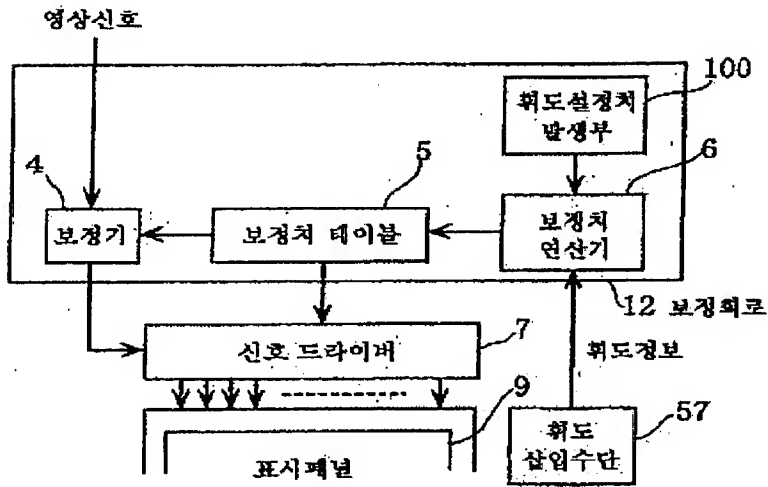 영상신호
100
휘도설정치
발생부
4
5
6
보정기
보정치 테이블
보정치
연산기
12 보정회로
7
신호 드라이버
휘도정보
9
57
표시패널
휘도
삽입수단